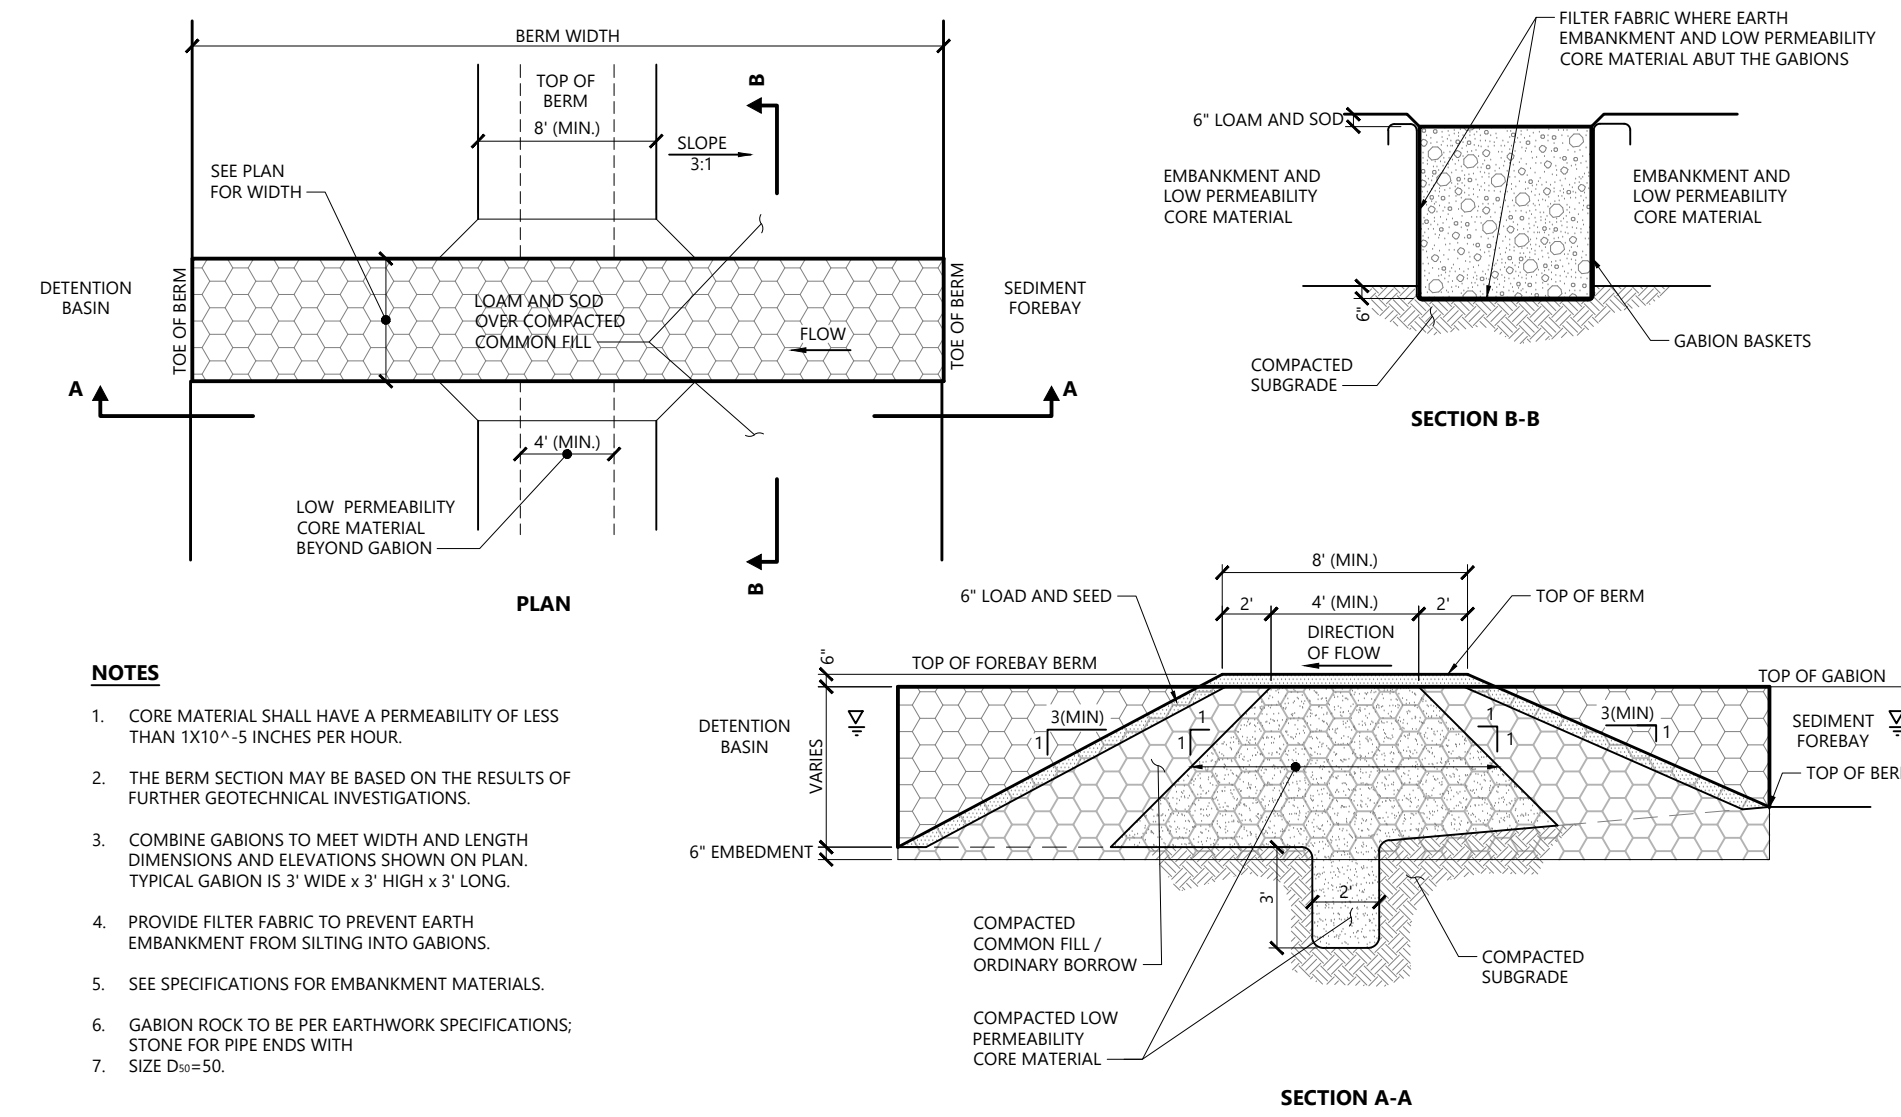 BERM WIDTH
TOP OF
BERM
8' (MIN.)
B
SLOPE
3:1
SEE PLAN
FOR WIDTH
DETENTION
BASIN
TOE OF BERM
LOAM AND SOD
OVER COMPACTED
COMMON FILL
FLOW
TOE OF BERM
SEDIMENT
FOREBAY
A
A
4' (MIN.)
LOW PERMEABILITY
CORE MATERIAL
BEYOND GABION
B
PLAN
FILTER FABRIC WHERE EARTH
EMBANKMENT AND LOW PERMEABILITY
CORE MATERIAL ABUT THE GABIONS
6" LOAM AND SOD
EMBANKMENT AND
LOW PERMEABILITY
CORE MATERIAL
EMBANKMENT AND
LOW PERMEABILITY
CORE MATERIAL
6"
GABION BASKETS
COMPACTED
SUBGRADE
SECTION B-B
NOTES
1. CORE MATERIAL SHALL HAVE A PERMEABILITY OF LESS
THAN 1X10^-5 INCHES PER HOUR.
2. THE BERM SECTION MAY BE BASED ON THE RESULTS OF
FURTHER GEOTECHNICAL INVESTIGATIONS.
3. COMBINE GABIONS TO MEET WIDTH AND LENGTH
DIMENSIONS AND ELEVATIONS SHOWN ON PLAN.
TYPICAL GABION IS 3' WIDE x 3' HIGH x 3' LONG.
4. PROVIDE FILTER FABRIC TO PREVENT EARTH
EMBANKMENT FROM SILTING INTO GABIONS.
5. SEE SPECIFICATIONS FOR EMBANKMENT MATERIALS.
6. GABION ROCK TO BE PER EARTHWORK SPECIFICATIONS;
STONE FOR PIPE ENDS WITH
7. SIZE D50=50.
8' (MIN.)
6" LOAD AND SEED
2'
4' (MIN.)
2'
TOP OF BERM
DIRECTION
OF FLOW
6"
TOP OF FOREBAY BERM
TOP OF GABION
DETENTION
BASIN
VARIES
3(MIN)
1
1
1
1
1
3(MIN)
1
SEDIMENT
FOREBAY
TOP OF BER
6" EMBEDMENT
3'
2'
COMPACTED
COMMON FILL /
ORDINARY BORROW
COMPACTED
SUBGRADE
COMPACTED LOW
PERMEABILITY
CORE MATERIAL
SECTION A-A